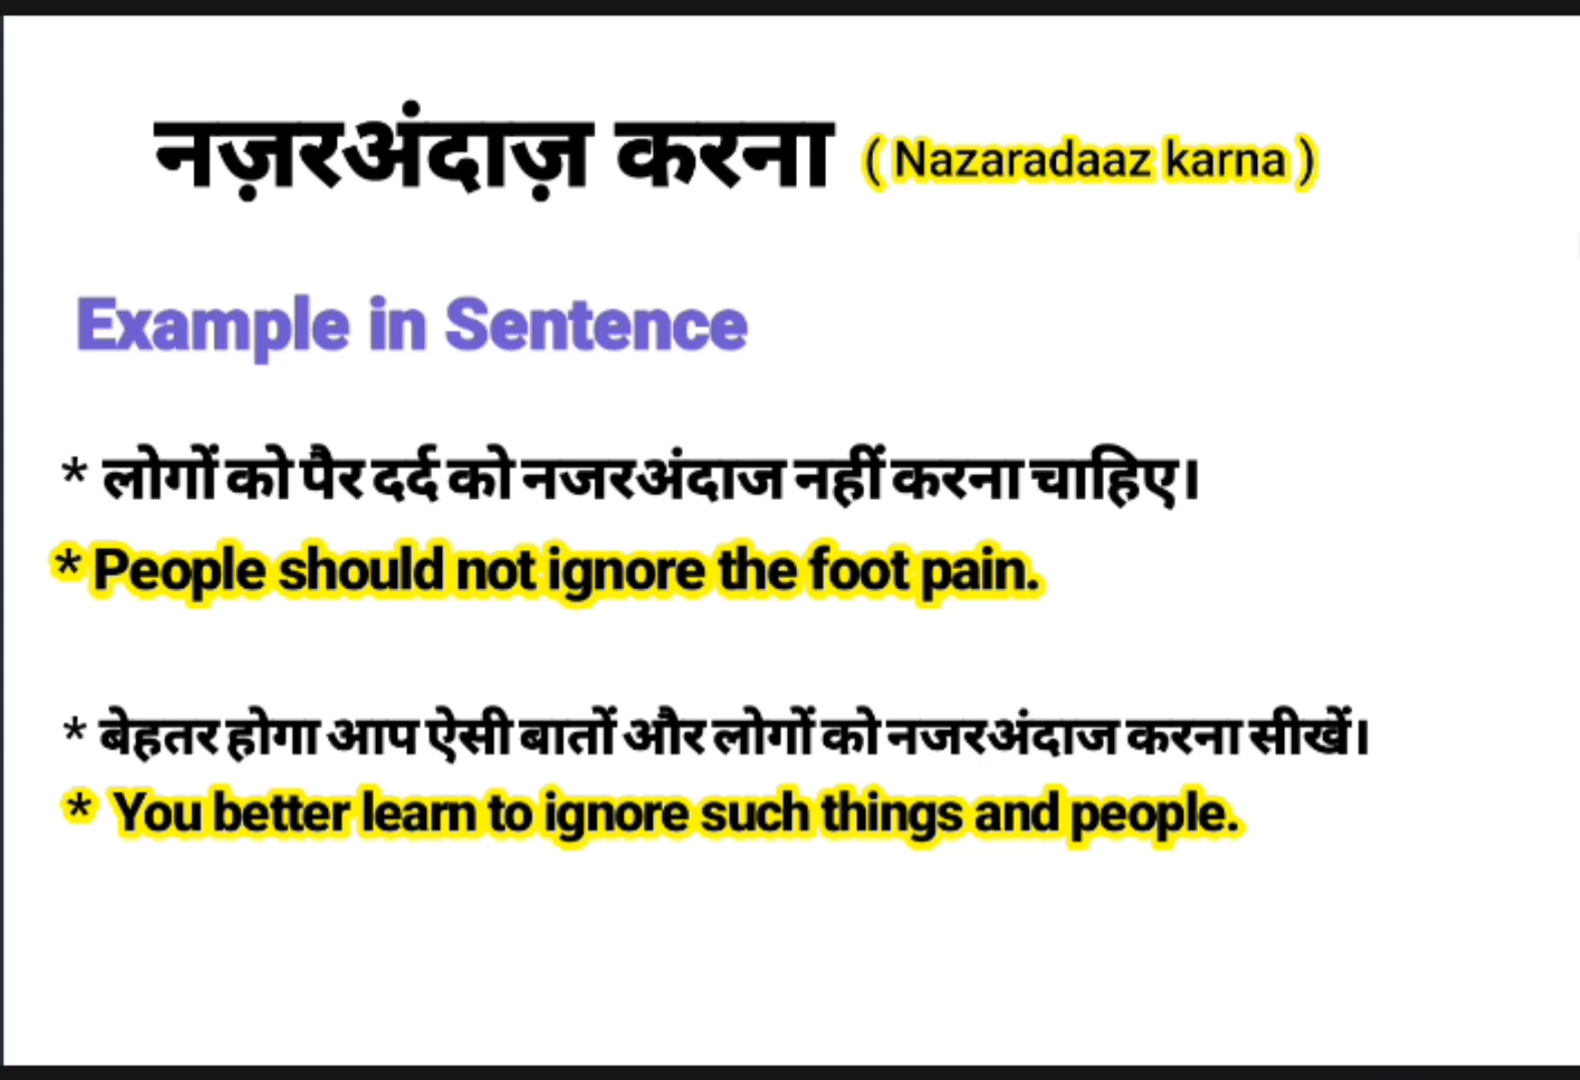 नज़रअंदाज़ करना ( Nazaradaaz karna )
Example in Sentence
* लोगों को पैर दर्द को नजरअंदाज नहीं करना चाहिए।
* People should not ignore the foot pain.
* बेहतर होगा आप ऐसी बातों और लोगों को नजरअंदाज करना सीखें।
* You better learn to ignore such things and people.